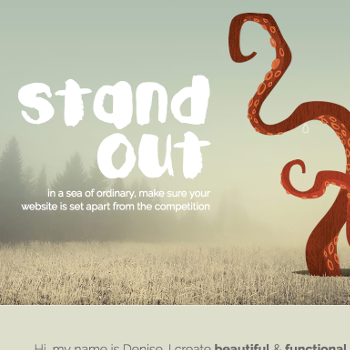 stand
out
in a sea of ordinary, make sure your
website is set apart from the competition
Hi, my name is Denise. I create beautiful & functional